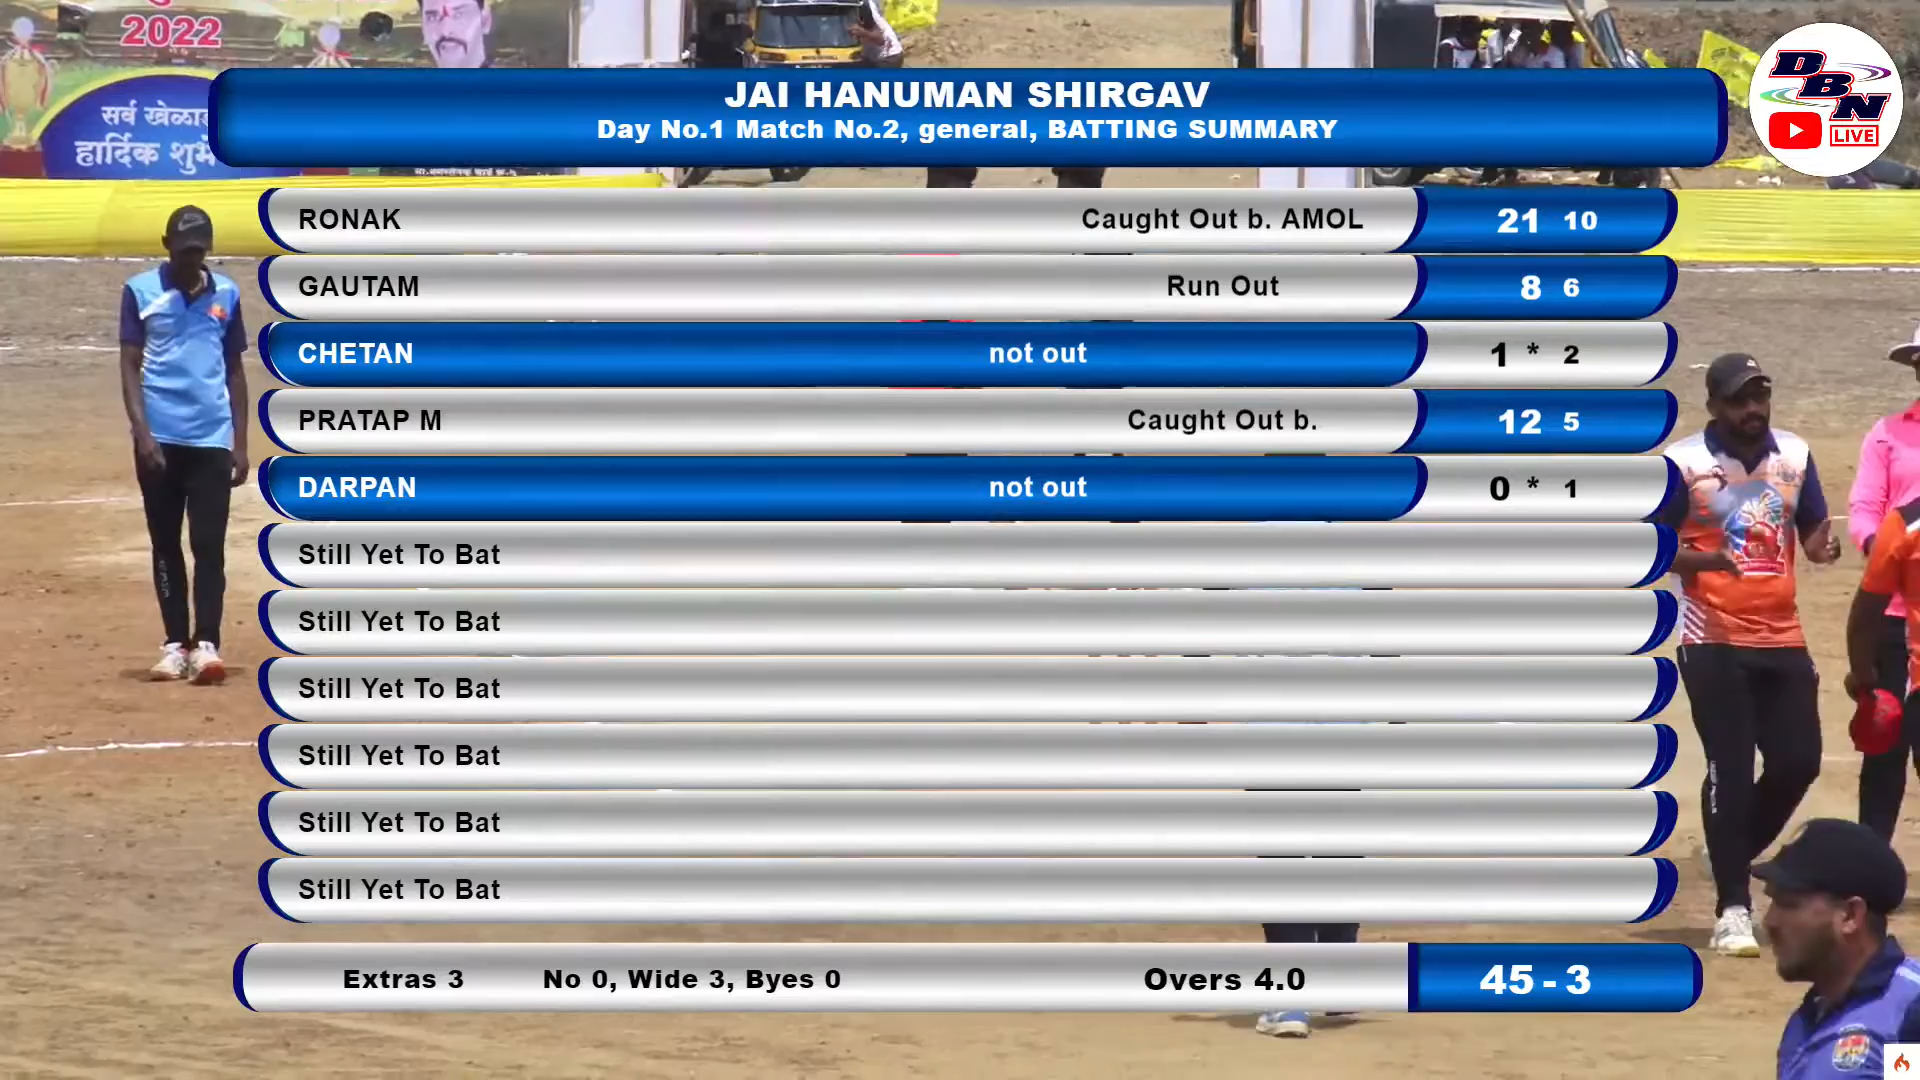 2022
सर्व खेळाडू
हार्दिक शुभे
JAI HANUMAN SHIRGAV
Day No.1 Match No.2, general, BATTING SUMMARY
DBN
LIVE
RONAK Caught Out b. AMOL 21 10
GAUTAM Run Out 8 6
CHETAN not out 1 * 2
PRATAP M Caught Out b. 12 5
DARPAN not out 0 * 1
Still Yet To Bat
Still Yet To Bat
Still Yet To Bat
Still Yet To Bat
Still Yet To Bat
Still Yet To Bat
Extras 3 No 0, Wide 3, Byes 0 Overs 4.0 45 - 3